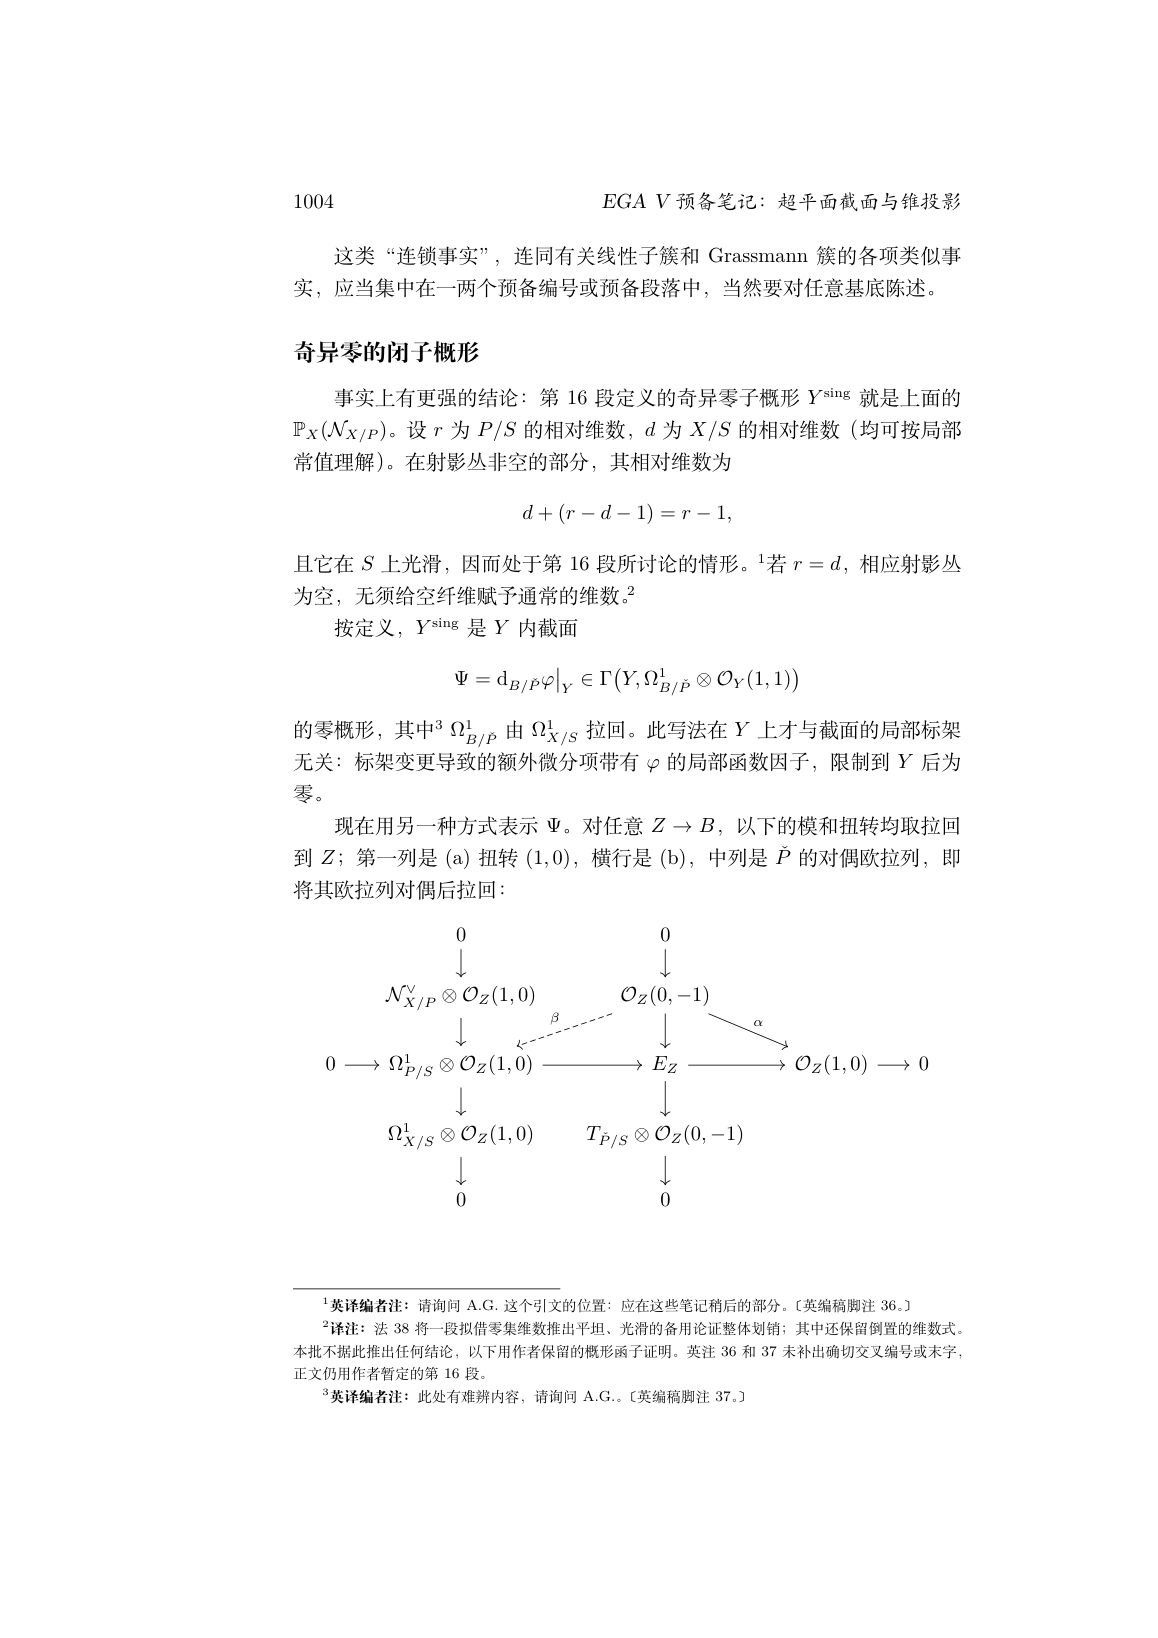 1004 EGA V 预备笔记：超平面截面与锥投影
这类“连锁事实”，连同有关线性子簇和 Grassmann 簇的各项类似事
实，应当集中在一两个预备编号或预备段落中，当然要对任意基底陈述。
奇异零的闭子概形
事实上有更强的结论：第 16 段定义的奇异零子概形 Y^sing 就是上面的
ℙ_X(𝒩_{X/P})。设 r 为 P/S 的相对维数，d 为 X/S 的相对维数（均可按局部
常值理解）。在射影丛非空的部分，其相对维数为
d + (r − d − 1) = r − 1,
且它在 S 上光滑，因而处于第 16 段所讨论的情形。¹若 r = d，相应射影丛
为空，无须给空纤维赋予通常的维数。²
按定义，Y^sing 是 Y 内截面
Ψ = d_{B/P̌}φ|_Y ∈ Γ(Y, Ω¹_{B/P̌} ⊗ 𝒪_Y(1, 1))
的零概形，其中³ Ω¹_{B/P̌} 由 Ω¹_{X/S} 拉回。此写法在 Y 上才与截面的局部标架
无关：标架变更导致的额外微分项带有 φ 的局部函数因子，限制到 Y 后为
零。
现在用另一种方式表示 Ψ。对任意 Z → B，以下的模和扭转均取拉回
到 Z；第一列是 (a) 扭转 (1, 0)，横行是 (b)，中列是 P̌ 的对偶欧拉列，即
将其欧拉列对偶后拉回：
0 0
𝒩^∨_{X/P} ⊗ 𝒪_Z(1, 0) 𝒪_Z(0, −1)
β α
0 → Ω¹_{P/S} ⊗ 𝒪_Z(1, 0) → E_Z → 𝒪_Z(1, 0) → 0
Ω¹_{X/S} ⊗ 𝒪_Z(1, 0) T_{P̌/S} ⊗ 𝒪_Z(0, −1)
0 0
¹英译编者注：请询问 A.G. 这个引文的位置：应在这些笔记稍后的部分。〔英编稿脚注 36。〕
²译注：法 38 将一段拟借零集维数推出平坦、光滑的备用论证整体划销；其中还保留倒置的维数式。
本批不据此推出任何结论，以下用作者保留的概形函子证明。英注 36 和 37 未补出确切交叉编号或末字，
正文仍用作者暂定的第 16 段。
³英译编者注：此处有难辨内容，请询问 A.G.。〔英编稿脚注 37。〕